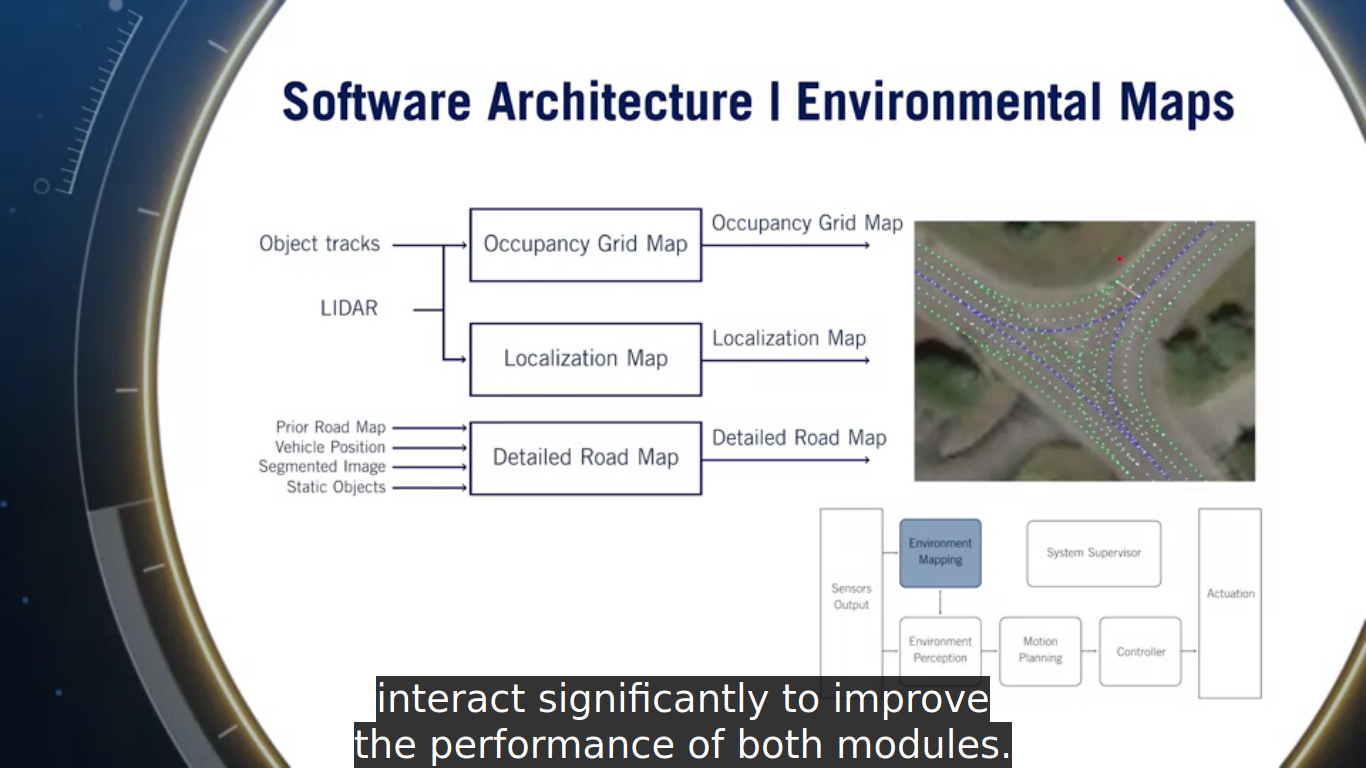 Software Architecture | Environmental Maps
Object tracks
LIDAR
Occupancy Grid Map
Occupancy Grid Map
Localization Map
Localization Map
Prior Road Map
Vehicle Position
Segmented Image
Static Objects
Detailed Road Map
Detailed Road Map
Sensors
Output
Environment
Mapping
System Supervisor
Environment
Perception
Motion
Planning
Controller
Actuation
interact significantly to improve
the performance of both modules.